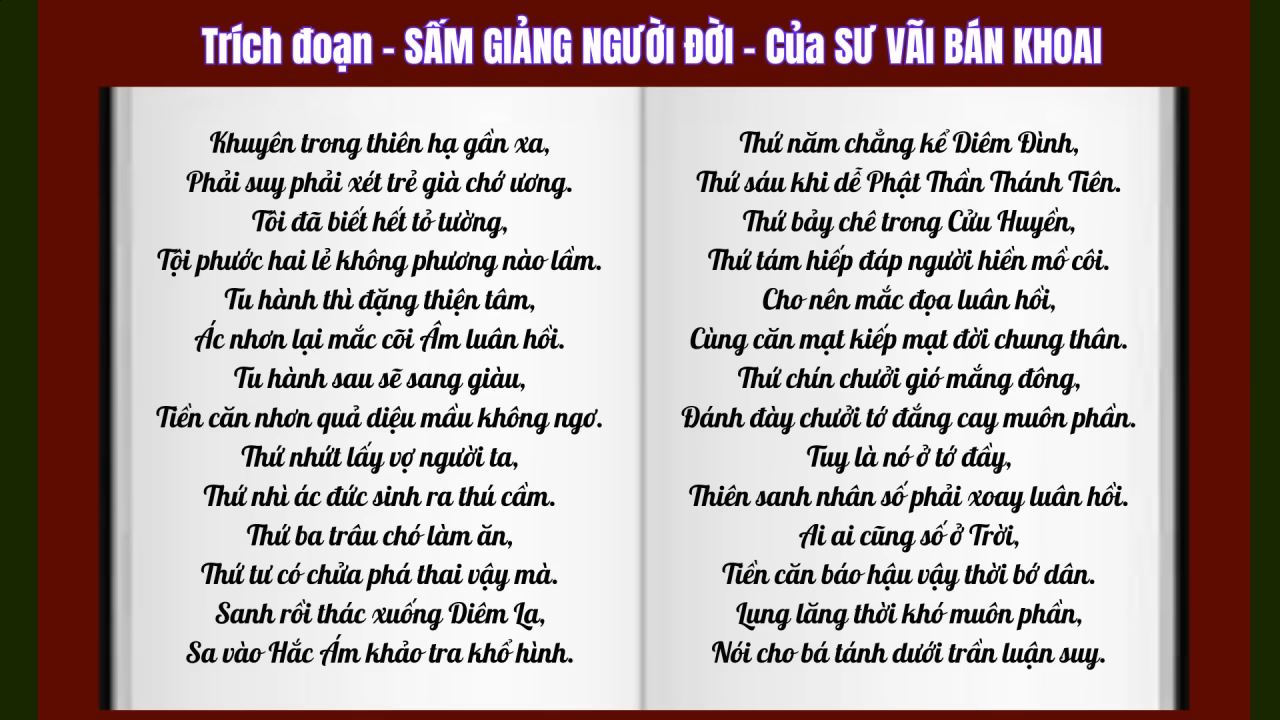 Trích đoạn - SẤM GIẢNG NGƯỜI ĐỜI - Của SƯ VÃI BÁN KHOAI
Khuyên trong thiên hạ gần xa,
Phải suy phải xét trẻ già chớ ương.
Tôi đã biết hết tỏ tường,
Tội phước hai lẻ không phương nào lầm.
Tu hành thì đặng thiện tâm,
Ác nhơn lại mắc cõi Âm luân hồi.
Tu hành sau sẽ sang giàu,
Tiền căn nhơn quả diệu mầu không ngơ.
Thứ nhứt lấy vợ người ta,
Thứ nhì ác đức sinh ra thú cầm.
Thứ ba trâu chó làm ăn,
Thứ tư có chửa phá thai vậy mà.
Sanh rồi thác xuống Diêm La,
Sa vào Hắc Ám khảo tra khổ hình.
Thứ năm chẳng kể Diêm Đình,
Thứ sáu khi dễ Phật Thần Thánh Tiên.
Thứ bảy chê trong Cửu Huyền,
Thứ tám hiếp đáp người hiền mồ côi.
Cho nên mắc đọa luân hồi,
Cùng căn mạt kiếp mạt đời chung thân.
Thứ chín chưởi gió mắng đông,
Đánh đày chưởi tớ đắng cay muôn phần.
Tuy là nó ở tớ đầy,
Thiên sanh nhân số phải xoay luân hồi.
Ai ai cũng số ở Trời,
Tiền căn báo hậu vậy thời bớ dân.
Lung lăng thời khó muôn phần,
Nói cho bá tánh dưới trần luận suy.